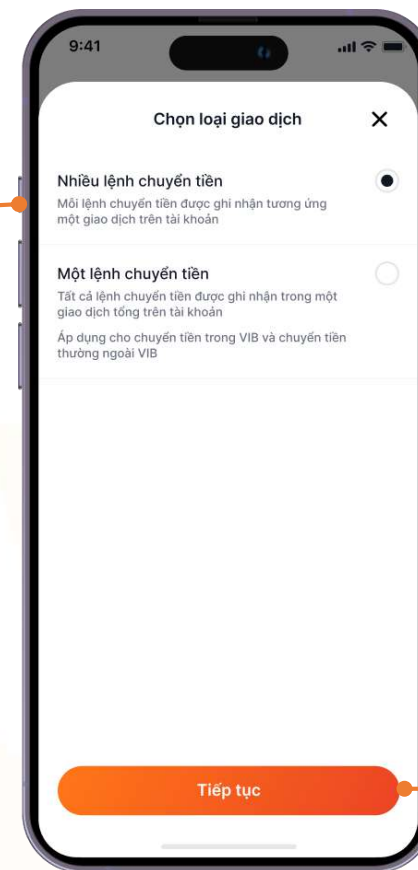 9:41
Chọn loại giao dịch
Nhiều lệnh chuyển tiền
Mỗi lệnh chuyển tiền được ghi nhận tương ứng
một giao dịch trên tài khoản
Một lệnh chuyển tiền
Tất cả lệnh chuyển tiền được ghi nhận trong một
giao dịch tổng trên tài khoản
Áp dụng cho chuyển tiền trong VIB và chuyển tiền
thường ngoài VIB
Tiếp tục